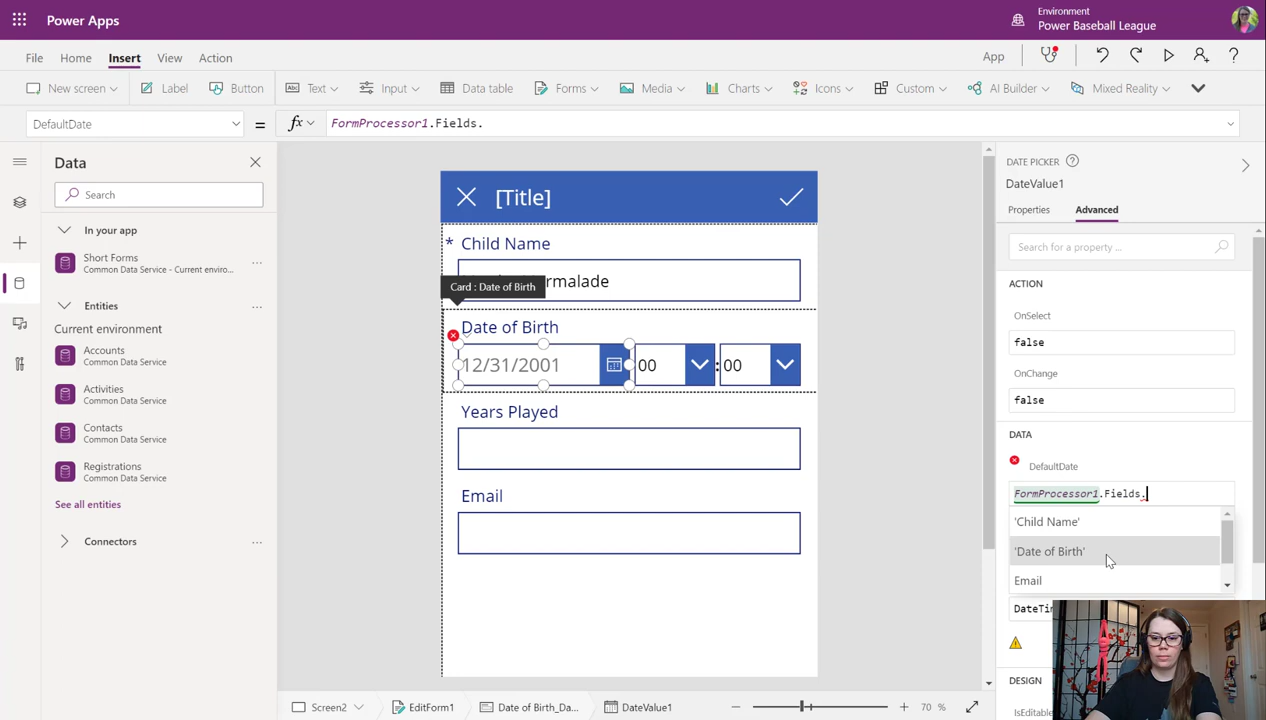 Power Apps
Environment
Power Baseball League
File Home Insert View Action App
New screen Label Button Text Input Data table Forms Media Charts Icons Custom AI Builder Mixed Reality
DefaultDate = fx FormProcessor1.Fields.
Data
Search
In your app
Short Forms
Common Data Service - Current enviro...
Entities
Current environment
Accounts
Common Data Service
Activities
Common Data Service
Contacts
Common Data Service
Registrations
Common Data Service
See all entities
Connectors
[Title]
* Child Name
rmalade
Card : Date of Birth
Date of Birth
12/31/2001 00 : 00
Years Played
Email
DATE PICKER
DateValue1
Properties Advanced
Search for a property ...
ACTION
OnSelect
false
OnChange
false
DATA
DefaultDate
FormProcessor1.Fields.
'Child Name'
'Date of Birth'
Email
DateTi
DESIGN
IsEditable
Screen2 EditForm1 Date of Birth_Da... DateValue1 70 %